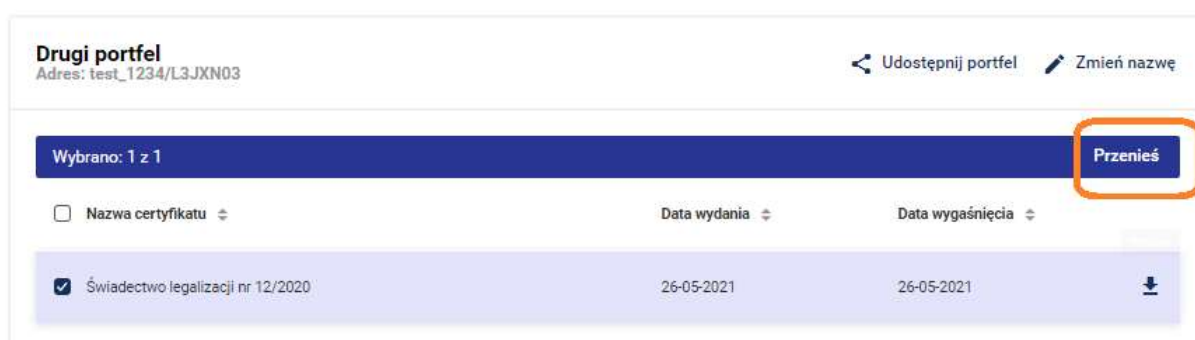 Drugi portfel
Adres: test_1234/L3JXN03
Udostępnij portfel
Zmień nazwę
Wybrano: 1 z 1
Przenieś
Nazwa certyfikatu
Data wydania
Data wygaśnięcia
Świadectwo legalizacji nr 12/2020
26-05-2021
26-05-2021